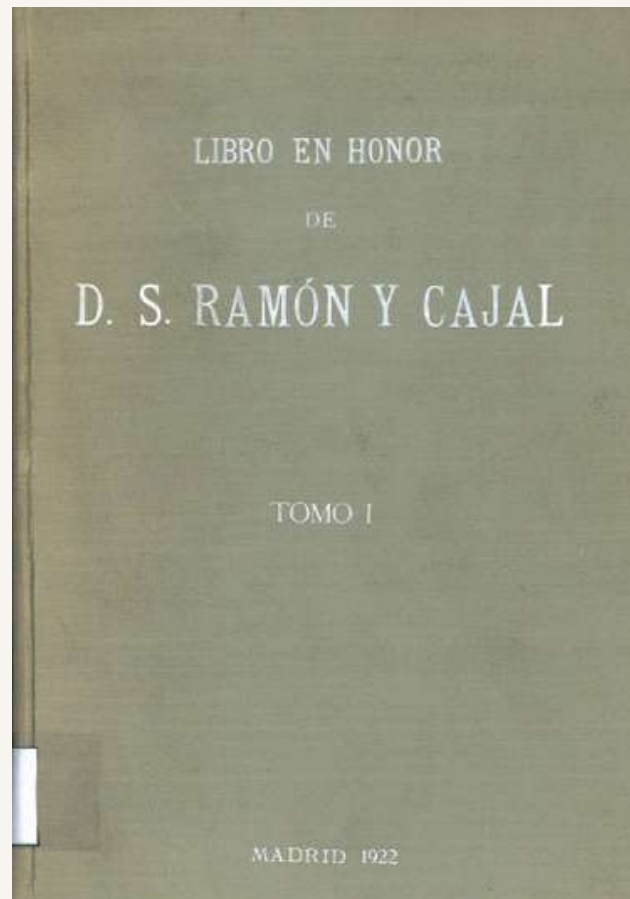 LIBRO EN HONOR
DE
D. S. RAMÓN Y CAJAL
TOMO I
MADRID 1922